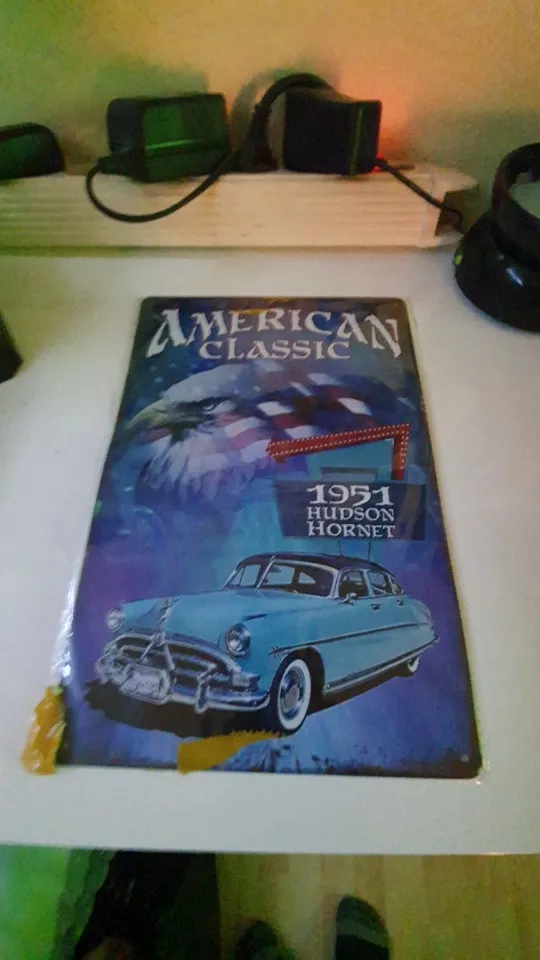 AMERICAN
CLASSIC
1951
HUDSON
HORNET